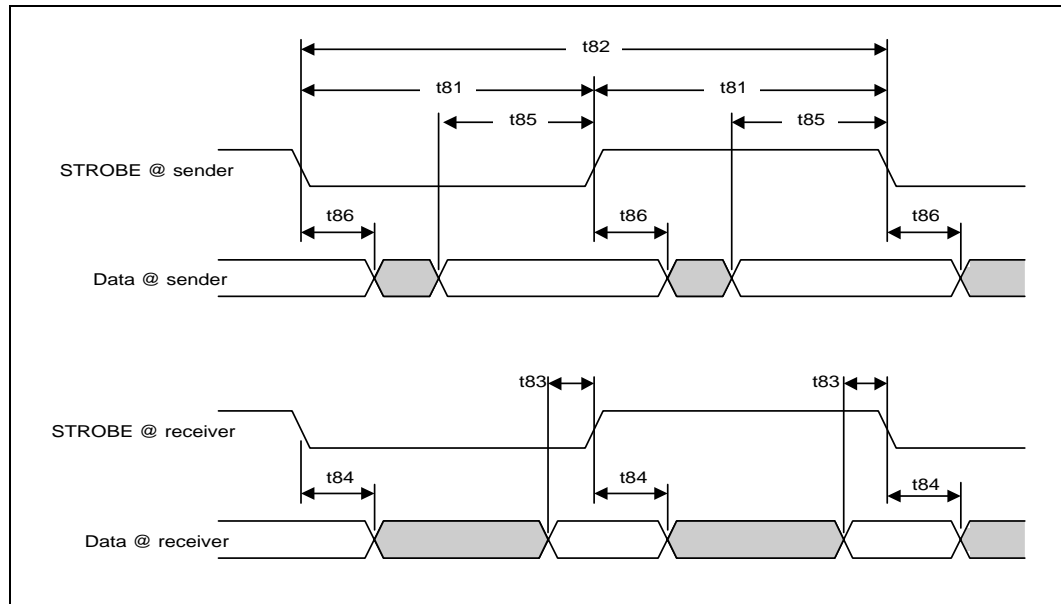 t82
t81 t81
t85 t85
STROBE @ sender
t86 t86 t86
Data @ sender
t83 t83
STROBE @ receiver
t84 t84 t84
Data @ receiver